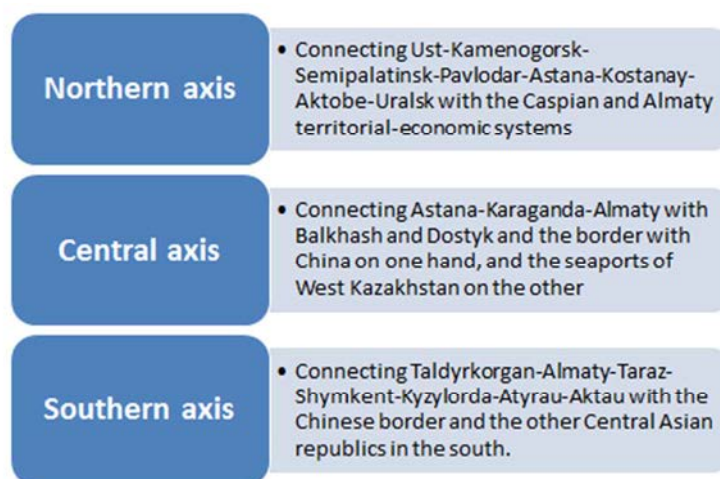 Northern axis
• Connecting Ust-Kamenogorsk-
Semipalatinsk-Pavlodar-Astana-Kostanay-
Aktobe-Uralsk with the Caspian and Almaty
territorial-economic systems
Central axis
• Connecting Astana-Karaganda-Almaty with
Balkhash and Dostyk and the border with
China on one hand, and the seaports of
West Kazakhstan on the other
Southern axis
• Connecting Taldyrkorgan-Almaty-Taraz-
Shymkent-Kyzylorda-Atyrau-Aktau with the
Chinese border and the other Central Asian
republics in the south.